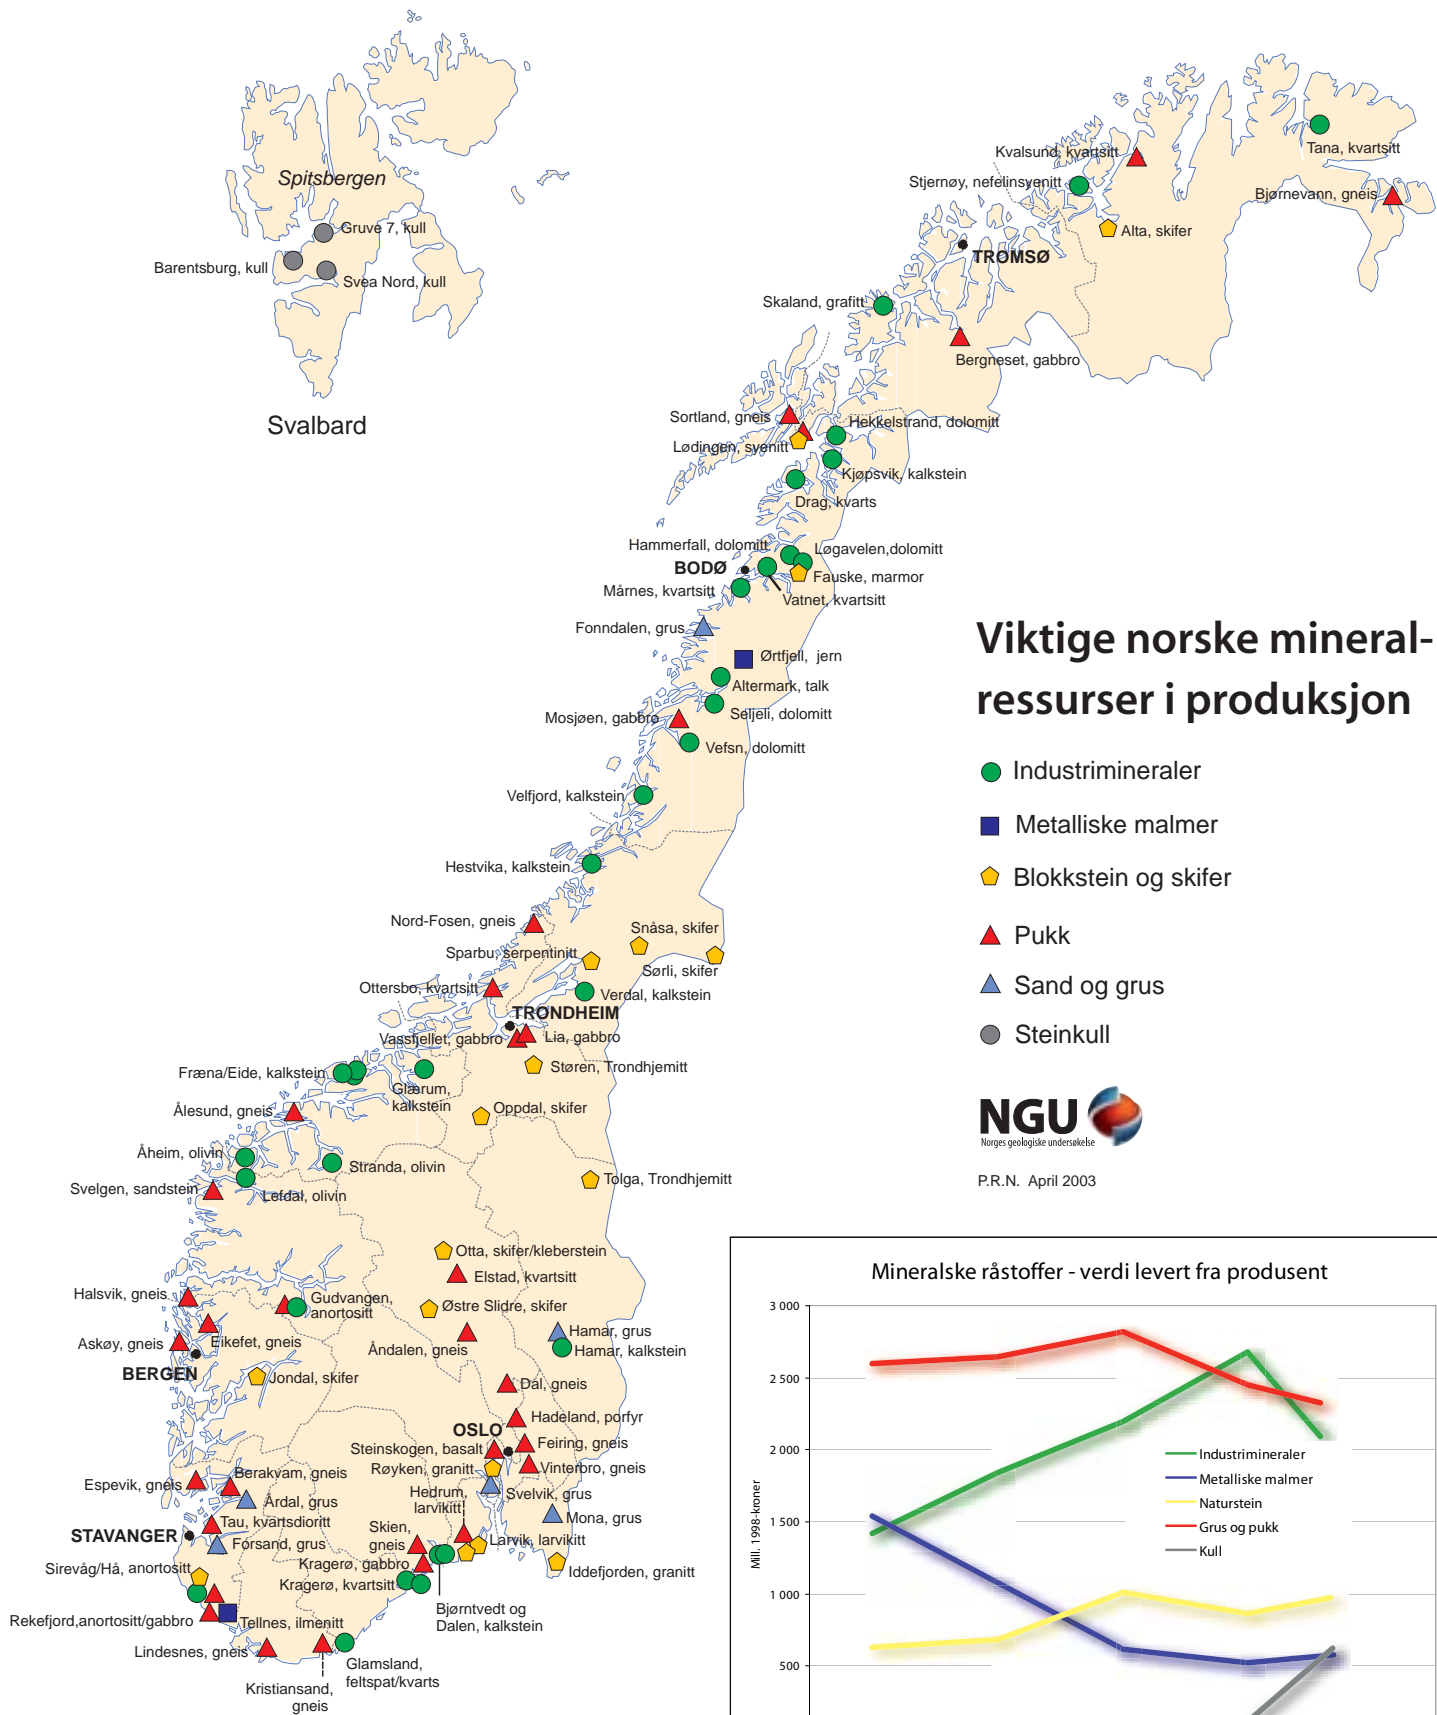 Spitsbergen
Gruve 7, kull
Barentsburg, kull
Svea Nord, kull
Svalbard
Kvalsund, kvartsitt
Tana, kvartsitt
Stjernøy, nefelinsyenitt
Bjørnevann, gneis
Alta, skifer
TROMSØ
Skaland, grafitt
Bergneset, gabbro
Sortland, gneis
Hekkelstrand, dolomitt
Lødingen, syenitt
Kjøpsvik, kalkstein
Drag, kvarts
Hammerfall, dolomitt
Løgavelen,dolomitt
BODØ
Fauske, marmor
Mårnes, kvartsitt
Vatnet, kvartsitt
Fonndalen, grus
Ørtfjell, jern
Altermark, talk
Seljeli, dolomitt
Mosjøen, gabbro
Vefsn, dolomitt
Velfjord, kalkstein
Hestvika, kalkstein
Nord-Fosen, gneis
Snåsa, skifer
Sparbu, serpentinitt
Sørli, skifer
Ottersbo, kvartsitt
Verdal, kalkstein
TRONDHEIM
Vassfjellet, gabbro
Lia, gabbro
Støren, Trondhjemitt
Fræna/Eide, kalkstein
Glærum,
kalkstein
Oppdal, skifer
Ålesund, gneis
Åheim, olivin
Stranda, olivin
Tolga, Trondhjemitt
Svelgen, sandstein
Lefdal, olivin
Otta, skifer/kleberstein
Elstad, kvartsitt
Halsvik, gneis
Gudvangen,
anortositt
Østre Slidre, skifer
Askøy, gneis
Eikefet, gneis
Åndalen, gneis
Hamar, grus
Hamar, kalkstein
BERGEN
Jondal, skifer
Dal, gneis
Hadeland, porfyr
OSLO
Steinskogen, basalt
Feiring, gneis
Røyken, granitt
Vinterbro, gneis
Espevik, gneis
Berakvam, gneis
Hedrum,
larvikitt
Svelvik, grus
Årdal, grus
Mona, grus
Tau, kvartsdioritt
STAVANGER
Forsand, grus
Skien,
gneis
Larvik, larvikitt
Sirevåg/Hå, anortositt
Kragerø, gabbro
Iddefjorden, granitt
Kragerø, kvartsitt
Bjørntvedt og
Dalen, kalkstein
Rekefjord,anortositt/gabbro
Tellnes, ilmenitt
Lindesnes, gneis
Glamsland,
feltspat/kvarts
Kristiansand,
gneis
Viktige norske mineral-
ressurser i produksjon
Industrimineraler
Metalliske malmer
Blokkstein og skifer
Pukk
Sand og grus
Steinkull
NGU
Norges geologiske undersøkelse
P.R.N. April 2003
Mineralske råstoffer - verdi levert fra produsent
3 000
2 500
2 000
1 500
1 000
500
Mill. 1998-kroner
Industrimineraler
Metalliske malmer
Naturstein
Grus og pukk
Kull